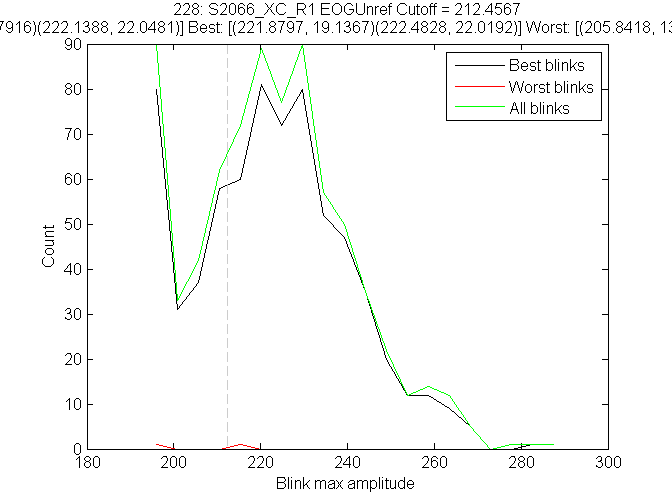 228: S2066_XC_R1 EOGUnref Cutoff = 212.4567
7916)(222.1388, 22.0481)] Best: [(221.8797, 19.1367)(222.4828, 22.0192)] Worst: [(205.8418, 13
90
80
70
60
50
40
30
20
10
0
Count
Best blinks
Worst blinks
All blinks
180 200 220 240 260 280 300
Blink max amplitude